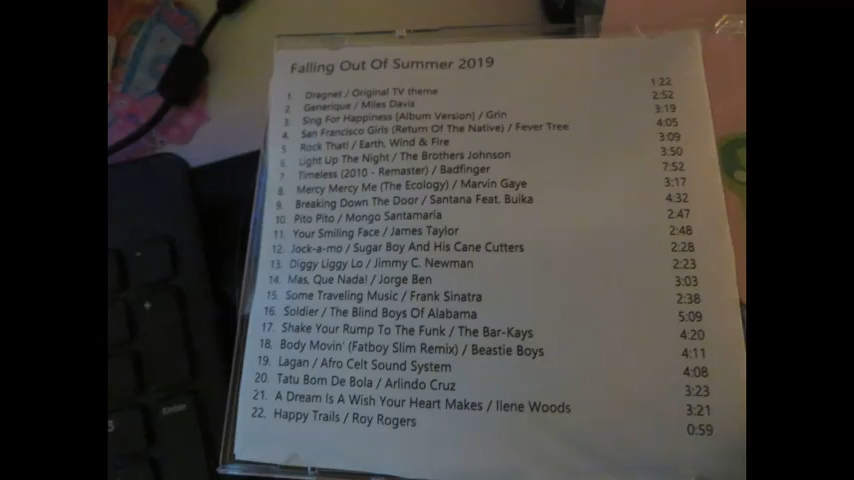 Falling Out Of Summer 2019
1. Dragnet / Original TV theme 1:22
2. Generique / Miles Davis 2:52
3. Sing For Happiness [Album Version] / Grin 3:19
4. San Francisco Girls (Return Of The Native) / Fever Tree 4:05
5. Rock That! / Earth, Wind & Fire 3:09
6. Light Up The Night / The Brothers Johnson 3:50
7. Timeless (2010 - Remaster) / Badfinger 7:52
8. Mercy Mercy Me (The Ecology) / Marvin Gaye 3:17
9. Breaking Down The Door / Santana Feat. Buika 4:32
10. Pito Pito / Mongo Santamaria 2:47
11. Your Smiling Face / James Taylor 2:48
12. Jock-a-mo / Sugar Boy And His Cane Cutters 2:28
13. Diggy Liggy Lo / Jimmy C. Newman 2:23
14. Mas, Que Nada! / Jorge Ben 3:03
15. Some Traveling Music / Frank Sinatra 2:38
16. Soldier / The Blind Boys Of Alabama 5:09
17. Shake Your Rump To The Funk / The Bar-Kays 4:20
18. Body Movin' (Fatboy Slim Remix) / Beastie Boys 4:11
19. Lagan / Afro Celt Sound System 4:08
20. Tatu Bom De Bola / Arlindo Cruz 3:23
21. A Dream Is A Wish Your Heart Makes / Ilene Woods 3:21
22. Happy Trails / Roy Rogers 0:59
Enter